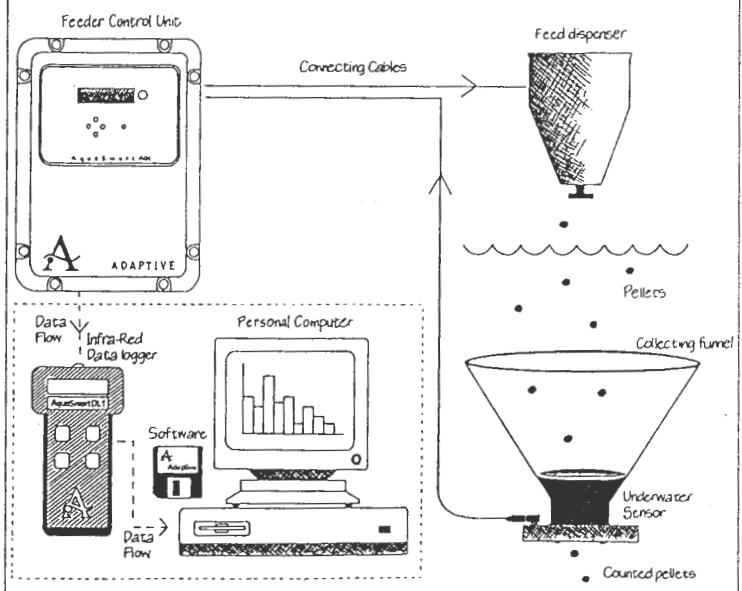 Feeder Control Unit
Feed dispenser
Connecting Cables
ADAPTIVE
Pellets
Data
Flow
Infra-Red
Data logger
Personal Computer
Collecting funnel
AquaSmart DL1
Software
Adaptive
Underwater
Sensor
Data
Flow
Counted pellets